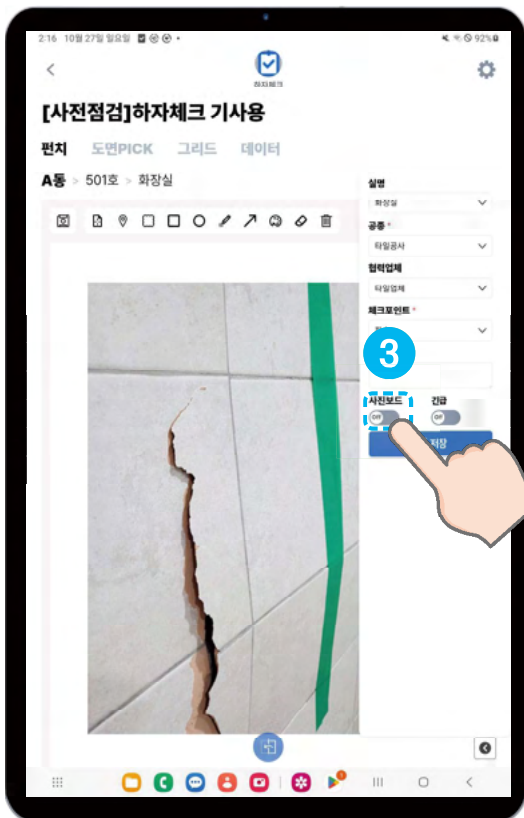 2:16 10월 27일 일요일
92%
하자체크
[사전점검]하자체크 기사용
펀치 도면PICK 그리드 데이터
A동 > 501호 > 화장실
실명
화장실
공종 *
타일공사
협력업체
타일업체
체크포인트 *
3
사진보드 긴급
OFF OFF
저장
1